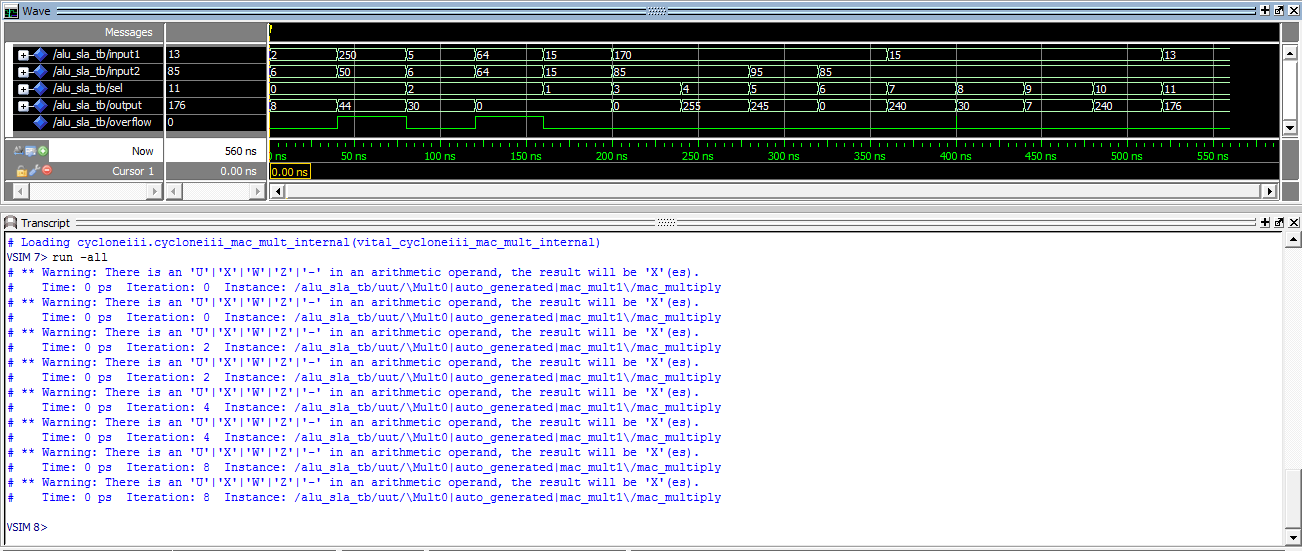 Wave
Messages
/alu_sla_tb/input1 13 2 250 5 64 15 170 15 13
/alu_sla_tb/input2 85 6 50 6 64 15 85 95 85
/alu_sla_tb/sel 11 0 2 1 3 4 5 6 7 8 9 10 11
/alu_sla_tb/output 176 8 44 30 0 0 255 245 0 240 30 7 240 176
/alu_sla_tb/overflow 0
Now 560 ns ns 50 ns 100 ns 150 ns 200 ns 250 ns 300 ns 350 ns 400 ns 450 ns 500 ns 550 ns
Cursor 1 0.00 ns 0.00 ns
Transcript
# Loading cycloneiii.cycloneiii_mac_mult_internal(vital_cycloneiii_mac_mult_internal)
VSIM 7> run -all
# ** Warning: There is an 'U'|'X'|'W'|'Z'|'-' in an arithmetic operand, the result will be 'X'(es).
# Time: 0 ps Iteration: 0 Instance: /alu_sla_tb/uut/\Mult0|auto_generated|mac_mult1\/mac_multiply
# ** Warning: There is an 'U'|'X'|'W'|'Z'|'-' in an arithmetic operand, the result will be 'X'(es).
# Time: 0 ps Iteration: 0 Instance: /alu_sla_tb/uut/\Mult0|auto_generated|mac_mult1\/mac_multiply
# ** Warning: There is an 'U'|'X'|'W'|'Z'|'-' in an arithmetic operand, the result will be 'X'(es).
# Time: 0 ps Iteration: 2 Instance: /alu_sla_tb/uut/\Mult0|auto_generated|mac_mult1\/mac_multiply
# ** Warning: There is an 'U'|'X'|'W'|'Z'|'-' in an arithmetic operand, the result will be 'X'(es).
# Time: 0 ps Iteration: 2 Instance: /alu_sla_tb/uut/\Mult0|auto_generated|mac_mult1\/mac_multiply
# ** Warning: There is an 'U'|'X'|'W'|'Z'|'-' in an arithmetic operand, the result will be 'X'(es).
# Time: 0 ps Iteration: 4 Instance: /alu_sla_tb/uut/\Mult0|auto_generated|mac_mult1\/mac_multiply
# ** Warning: There is an 'U'|'X'|'W'|'Z'|'-' in an arithmetic operand, the result will be 'X'(es).
# Time: 0 ps Iteration: 4 Instance: /alu_sla_tb/uut/\Mult0|auto_generated|mac_mult1\/mac_multiply
# ** Warning: There is an 'U'|'X'|'W'|'Z'|'-' in an arithmetic operand, the result will be 'X'(es).
# Time: 0 ps Iteration: 8 Instance: /alu_sla_tb/uut/\Mult0|auto_generated|mac_mult1\/mac_multiply
# ** Warning: There is an 'U'|'X'|'W'|'Z'|'-' in an arithmetic operand, the result will be 'X'(es).
# Time: 0 ps Iteration: 8 Instance: /alu_sla_tb/uut/\Mult0|auto_generated|mac_mult1\/mac_multiply
VSIM 8>